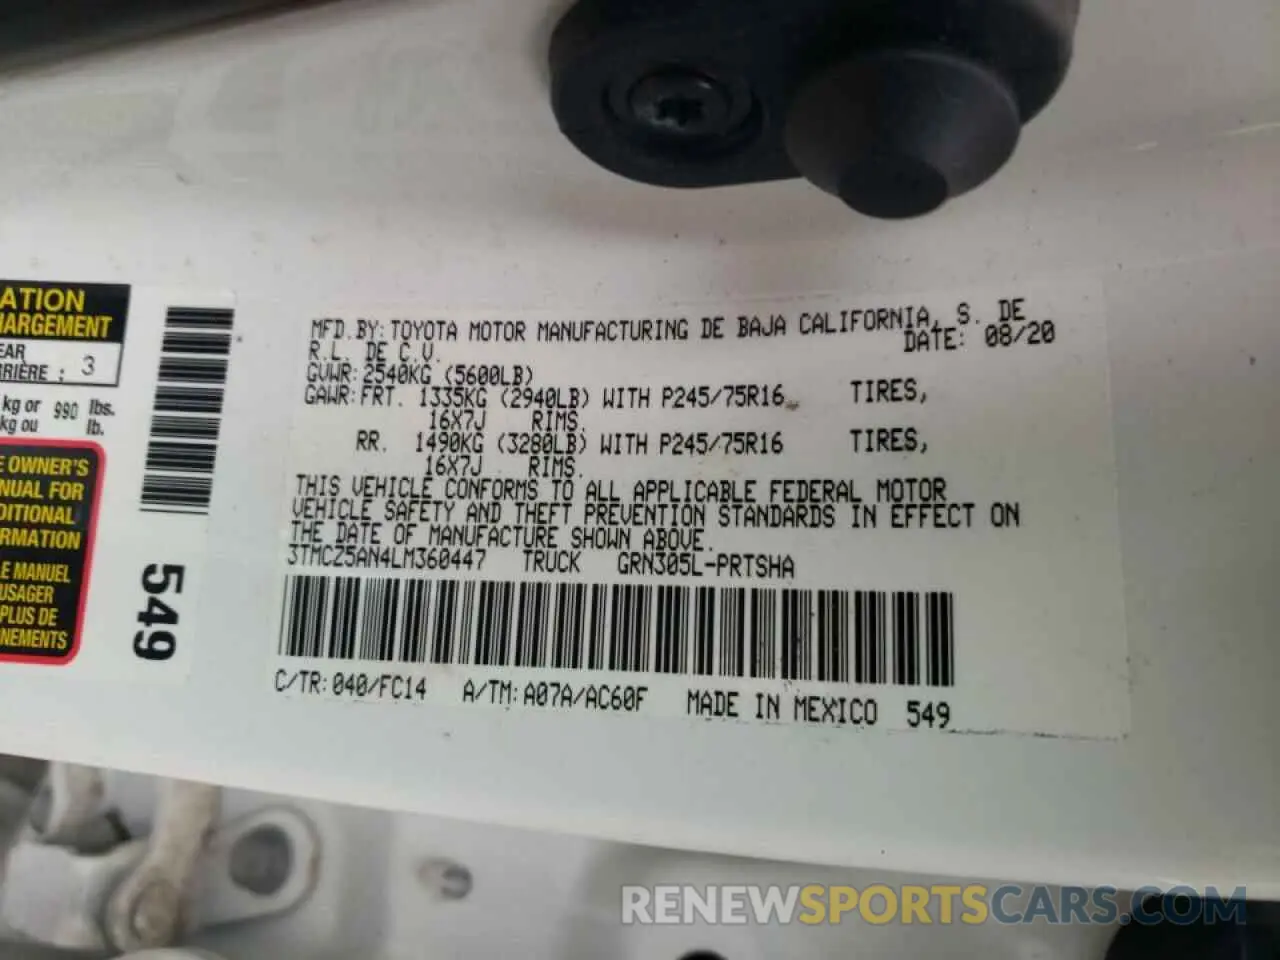 ATION
HARGEMENT
EAR
RRIÈRE : 3
kg or 990 lbs.
kg ou lb.
E OWNER'S
NUAL FOR
DITIONAL
ORMATION
E MANUEL
USAGER
PLUS DE
NEMENTS
549
MFD. BY: TOYOTA MOTOR MANUFACTURING DE BAJA CALIFORNIA, S. DE
R.L. DE C.V. DATE: 08/20
GVWR: 2540KG (5600LB)
GAWR: FRT. 1335KG (2940LB) WITH P245/75R16 TIRES,
16X7J RIMS.
RR. 1490KG (3280LB) WITH P245/75R16 TIRES,
16X7J RIMS.
THIS VEHICLE CONFORMS TO ALL APPLICABLE FEDERAL MOTOR
VEHICLE SAFETY AND THEFT PREVENTION STANDARDS IN EFFECT ON
THE DATE OF MANUFACTURE SHOWN ABOVE.
3TMCZ5AN4LM360447 TRUCK GRN305L-PRTSHA
C/TR: 040/FC14 A/TM: A07A/AC60F MADE IN MEXICO 549
RENEWSPORTSCARS.COM